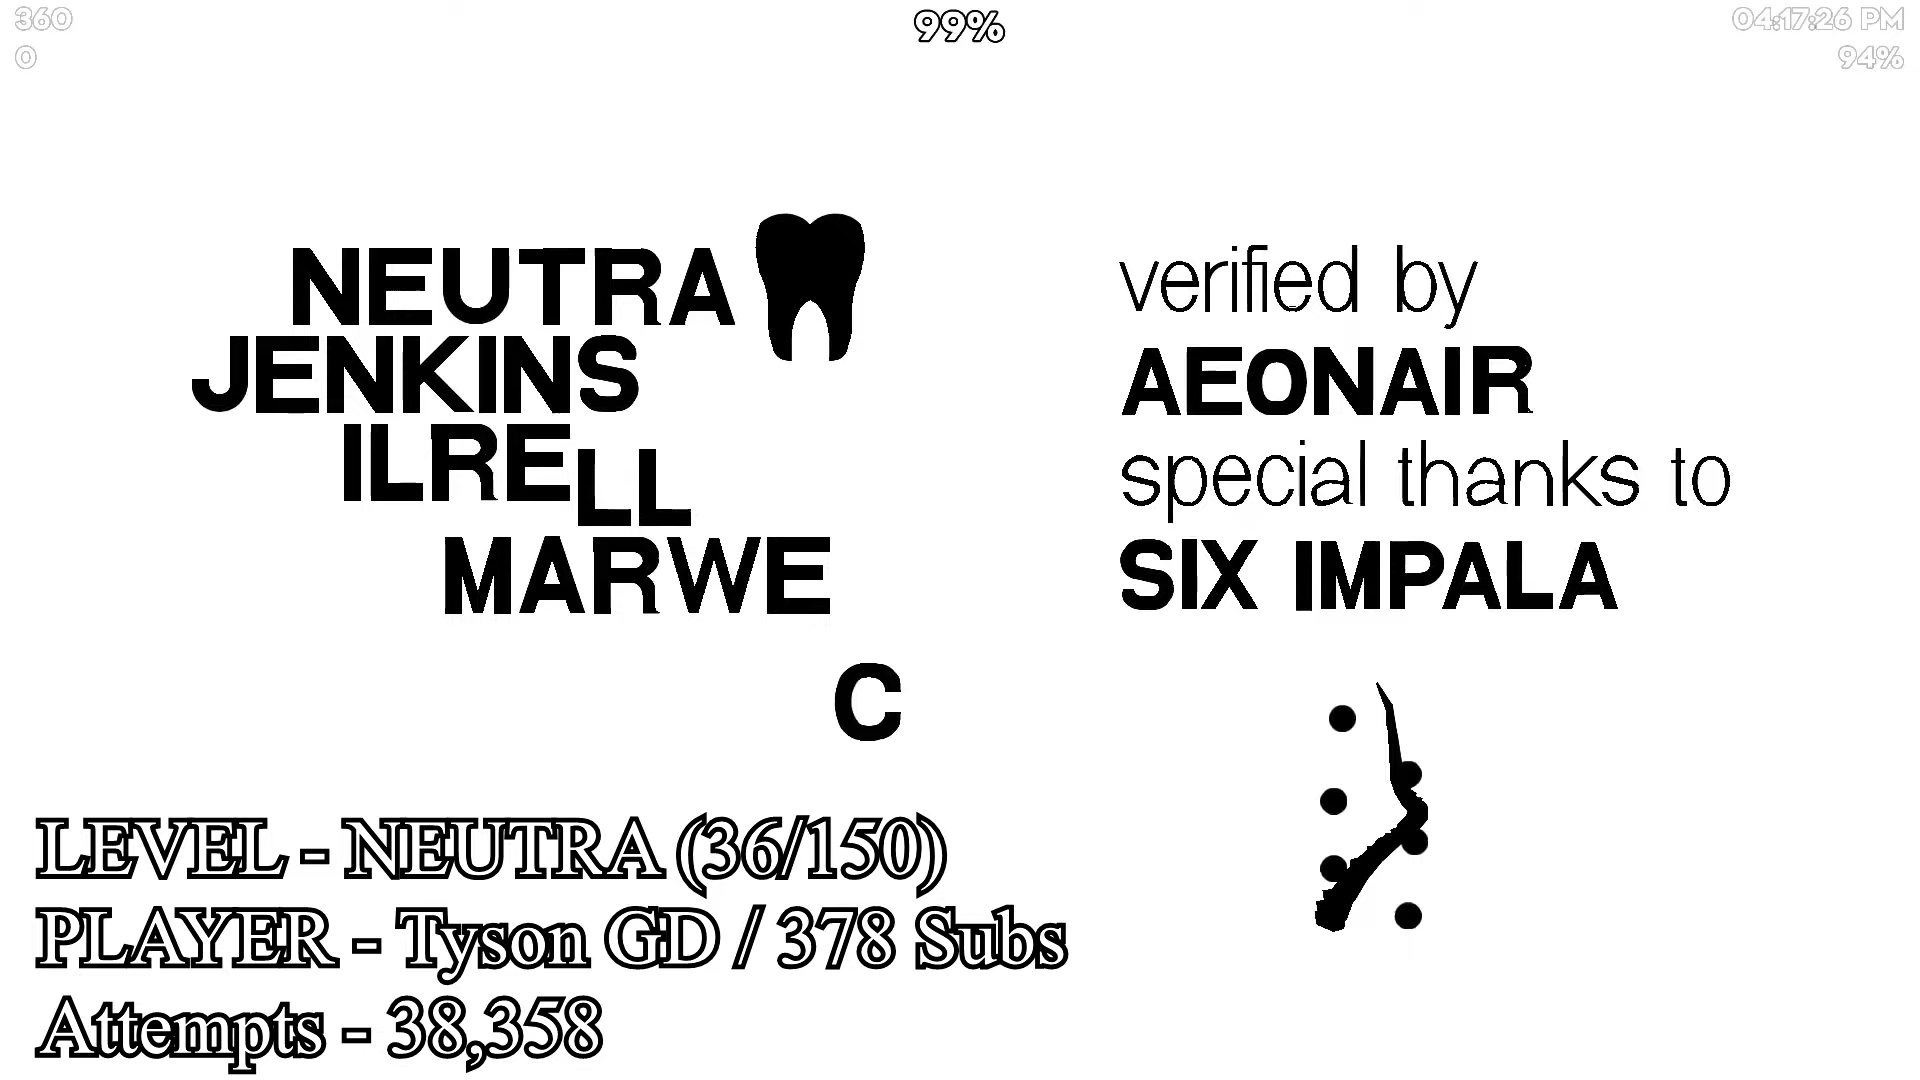 360
0
99%
04:17:26 PM
94%
NEUTRA
JENKINS
ILRELL
MARWE
C
verified by
AEONAIR
special thanks to
SIX IMPALA
LEVEL - NEUTRA (36/150)
PLAYER - Tyson GD / 378 Subs
Attempts - 38,358